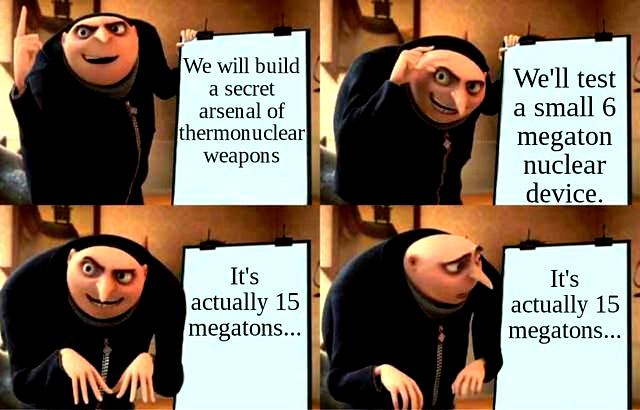 We will build
a secret
arsenal of
thermonuclear
weapons
We'll test
a small 6
megaton
nuclear
device.
It's
actually 15
megatons...
It's
actually 15
megatons...